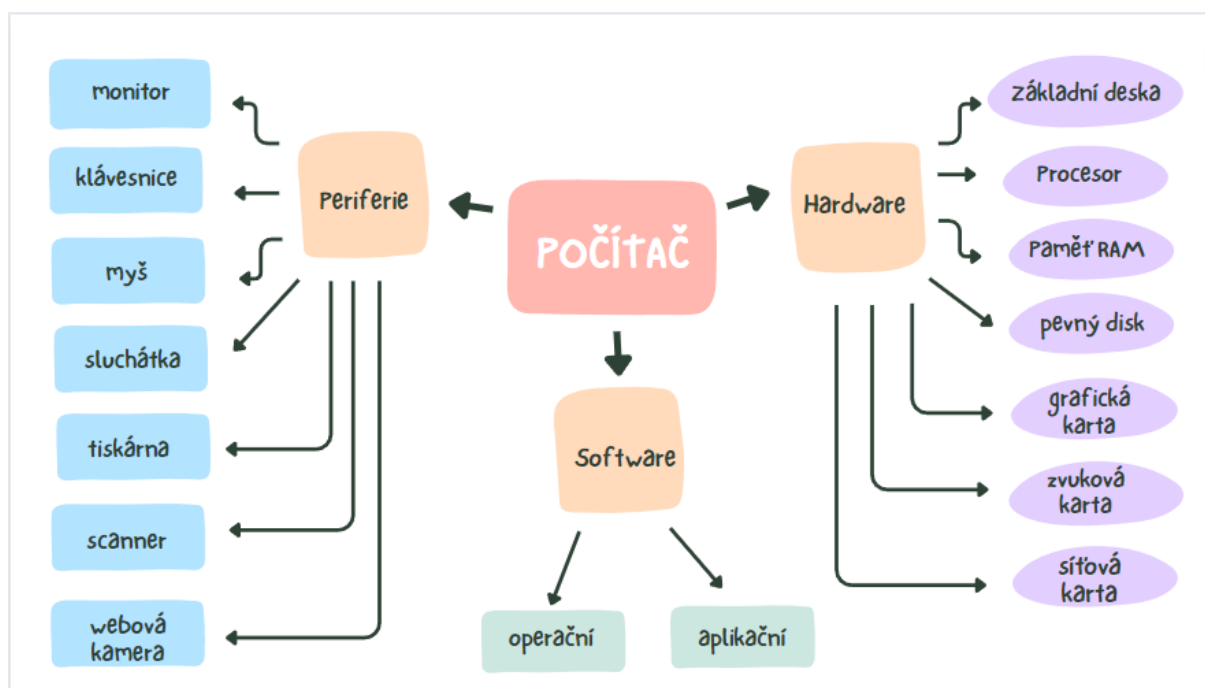 POČÍTAČ
Periferie
monitor
klávesnice
myš
sluchátka
tiskárna
scanner
webová
kamera
Software
operační
aplikační
Hardware
základní deska
Procesor
Paměť RAM
pevný disk
grafická
karta
zvuková
karta
síťová
karta